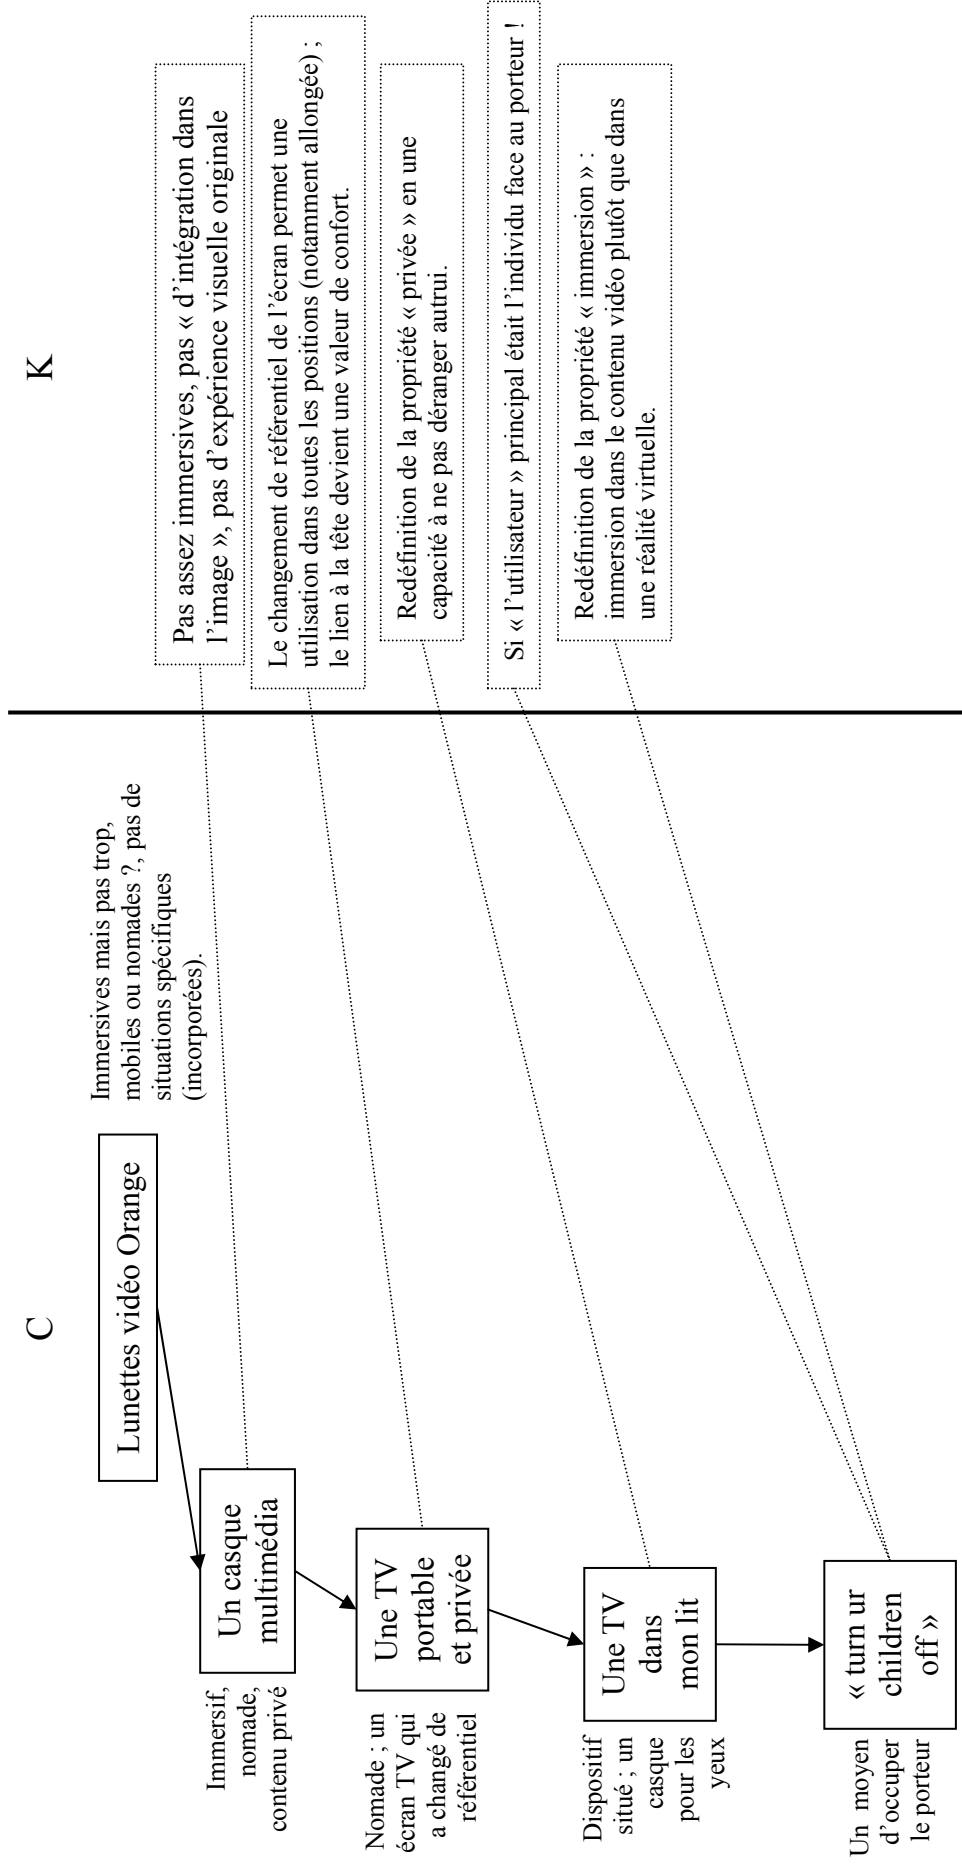 C
K
Lunettes vidéo Orange
Immersives mais pas trop,
mobiles ou nomades ?, pas de
situations spécifiques
(incorporées).
Immersif,
nomade,
contenu privé
Un casque
multimédia
Pas assez immersives, pas « d’intégration dans
l’image », pas d’expérience visuelle originale
Nomade ; un
écran TV qui
a changé de
référentiel
Une TV
portable
et privée
Le changement de référentiel de l’écran permet une
utilisation dans toutes les positions (notamment allongée) ;
le lien à la tête devient une valeur de confort.
Dispositif
situé ; un
casque
pour les
yeux
Une TV
dans
mon lit
Redéfinition de la propriété « privée » en une
capacité à ne pas déranger autrui.
Un moyen
d’occuper
le porteur
« turn ur
children
off »
Si « l’utilisateur » principal était l’individu face au porteur !
Redéfinition de la propriété « immersion » :
immersion dans le contenu vidéo plutôt que dans
une réalité virtuelle.